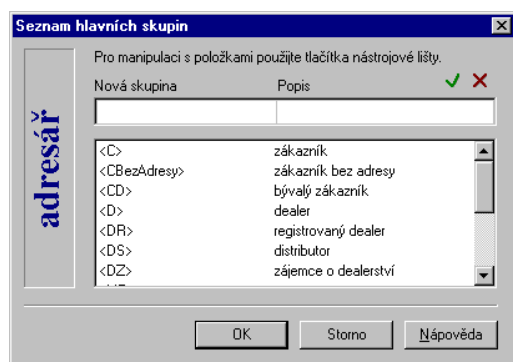 Seznam hlavních skupin
adresář
Pro manipulaci s položkami použijte tlačítka nástrojové lišty.
Nová skupina Popis
<C> zákazník
<CBezAdresy> zákazník bez adresy
<CD> bývalý zákazník
<D> dealer
<DR> registrovaný dealer
<DS> distributor
<DZ> zájemce o dealerství
OK Storno Nápověda